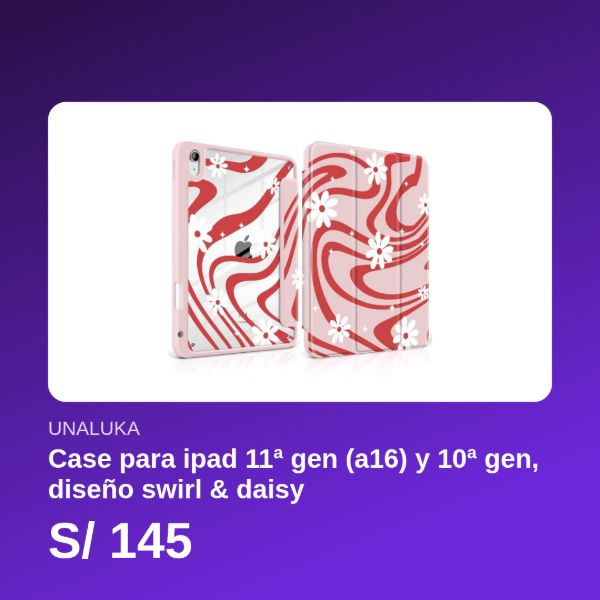 UNALUKA
Case para ipad 11ª gen (a16) y 10ª gen,
diseño swirl & daisy
S/ 145